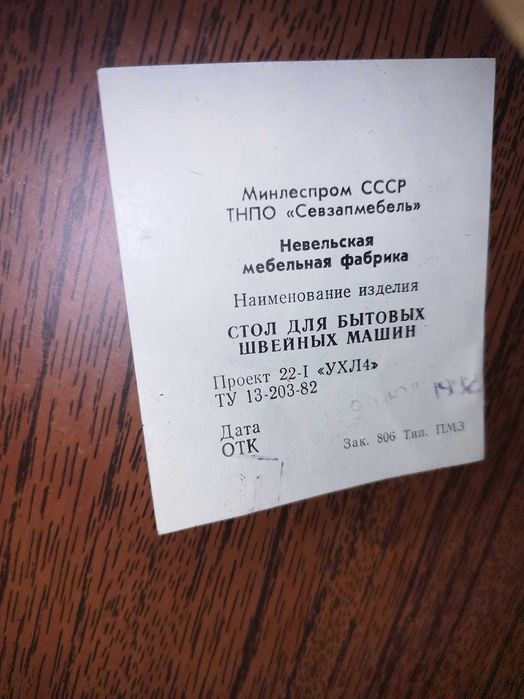 Минлеспром СССР
ТНПО «Севзапмебель»
Невельская
мебельная фабрика
Наименование изделия
СТОЛ ДЛЯ БЫТОВЫХ
ШВЕЙНЫХ МАШИН
Проект 22-I «УХЛ4»
ТУ 13-203-82
Дата
ОТК
Зак. 806 Тип. ПМЗ